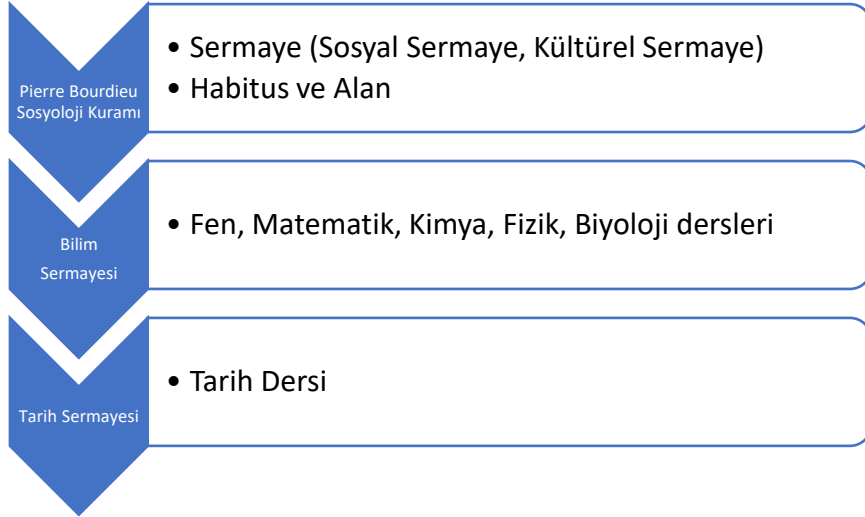 Pierre Bourdieu
Sosyoloji Kuramı
• Sermaye (Sosyal Sermaye, Kültürel Sermaye)
• Habitus ve Alan
Bilim
Sermayesi
• Fen, Matematik, Kimya, Fizik, Biyoloji dersleri
Tarih Sermayesi
• Tarih Dersi